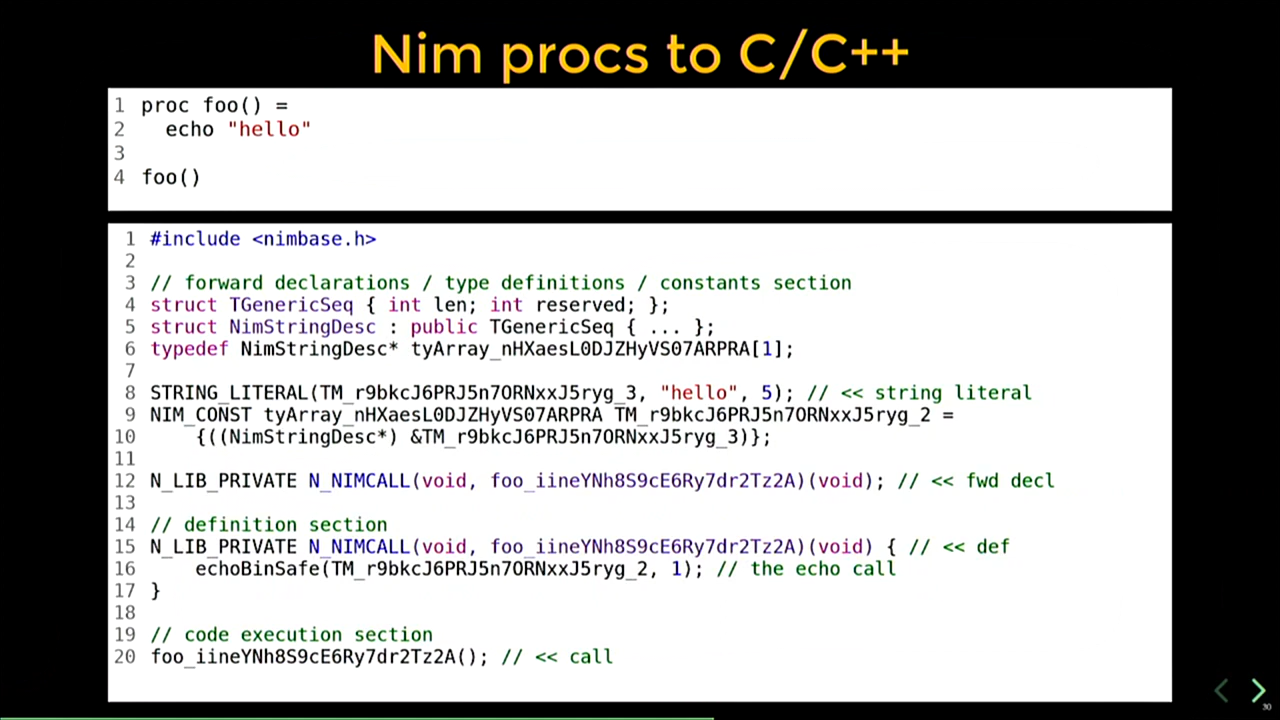 Nim procs to C/C++
1 proc foo() =
2   echo "hello"
3
4 foo()
1 #include <nimbase.h>
2
3 // forward declarations / type definitions / constants section
4 struct TGenericSeq { int len; int reserved; };
5 struct NimStringDesc : public TGenericSeq { ... };
6 typedef NimStringDesc* tyArray_nHXaesL0DJZHyVS07ARPRA[1];
7
8 STRING_LITERAL(TM_r9bkcJ6PRJ5n7ORNxxJ5ryg_3, "hello", 5); // << string literal
9 NIM_CONST tyArray_nHXaesL0DJZHyVS07ARPRA TM_r9bkcJ6PRJ5n7ORNxxJ5ryg_2 =
10     {((NimStringDesc*) &TM_r9bkcJ6PRJ5n7ORNxxJ5ryg_3)};
11
12 N_LIB_PRIVATE N_NIMCALL(void, foo_iineYNh8S9cE6Ry7dr2Tz2A)(void); // << fwd decl
13
14 // definition section
15 N_LIB_PRIVATE N_NIMCALL(void, foo_iineYNh8S9cE6Ry7dr2Tz2A)(void) { // << def
16     echoBinSafe(TM_r9bkcJ6PRJ5n7ORNxxJ5ryg_2, 1); // the echo call
17 }
18
19 // code execution section
20 foo_iineYNh8S9cE6Ry7dr2Tz2A(); // << call
30